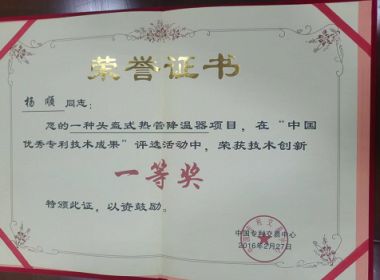 荣誉证书
杨顺 同志：
您的一种头盔式热管降温器项目，在“中国
优秀专利技术成果”评选活动中，荣获技术创新
一等奖
特颁此证，以资鼓励。
中国专利交易中心
2016年2月27日